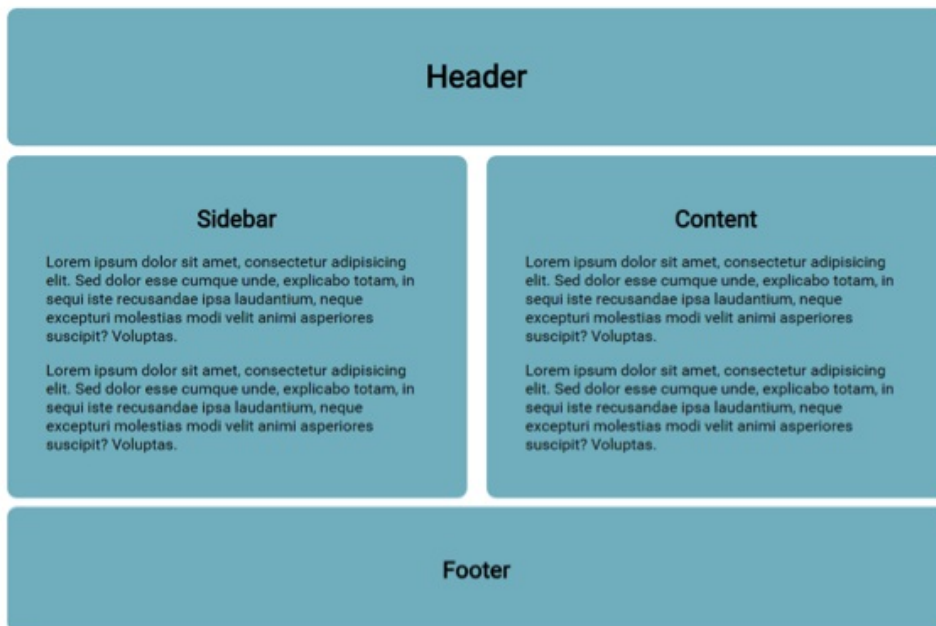 Header
Sidebar
Lorem ipsum dolor sit amet, consectetur adipisicing
elit. Sed dolor esse cumque unde, explicabo totam, in
sequi iste recusandae ipsa laudantium, neque
excepturi molestias modi velit animi asperiores
suscipit? Voluptas.
Lorem ipsum dolor sit amet, consectetur adipisicing
elit. Sed dolor esse cumque unde, explicabo totam, in
sequi iste recusandae ipsa laudantium, neque
excepturi molestias modi velit animi asperiores
suscipit? Voluptas.
Content
Lorem ipsum dolor sit amet, consectetur adipisicing
elit. Sed dolor esse cumque unde, explicabo totam, in
sequi iste recusandae ipsa laudantium, neque
excepturi molestias modi velit animi asperiores
suscipit? Voluptas.
Lorem ipsum dolor sit amet, consectetur adipisicing
elit. Sed dolor esse cumque unde, explicabo totam, in
sequi iste recusandae ipsa laudantium, neque
excepturi molestias modi velit animi asperiores
suscipit? Voluptas.
Footer